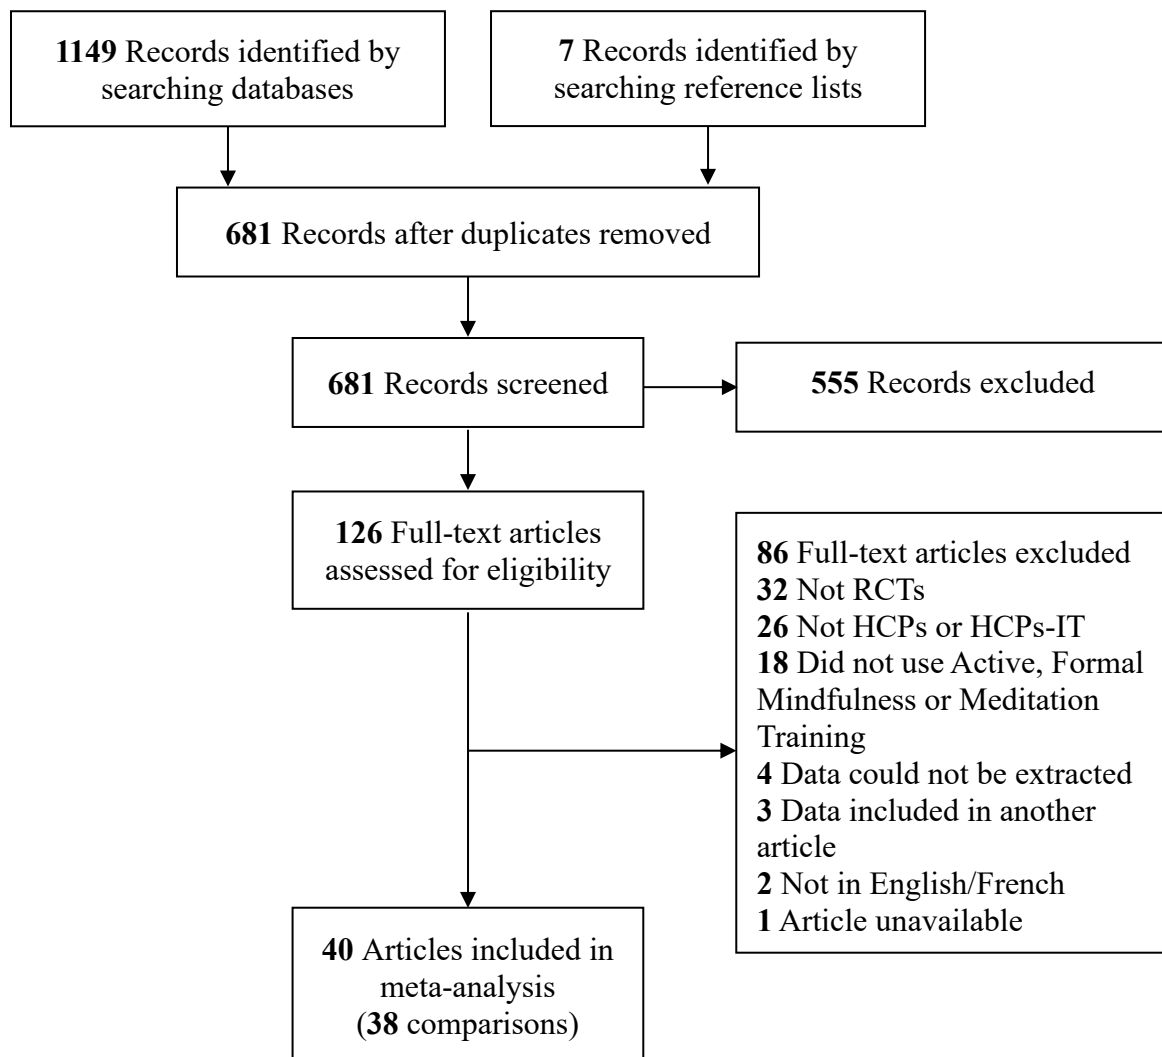 1149 Records identified by
searching databases
7 Records identified by
searching reference lists
681 Records after duplicates removed
681 Records screened
555 Records excluded
126 Full-text articles
assessed for eligibility
86 Full-text articles excluded
32 Not RCTs
26 Not HCPs or HCPs-IT
18 Did not use Active, Formal
Mindfulness or Meditation
Training
4 Data could not be extracted
3 Data included in another
article
2 Not in English/French
1 Article unavailable
40 Articles included in
meta-analysis
(38 comparisons)